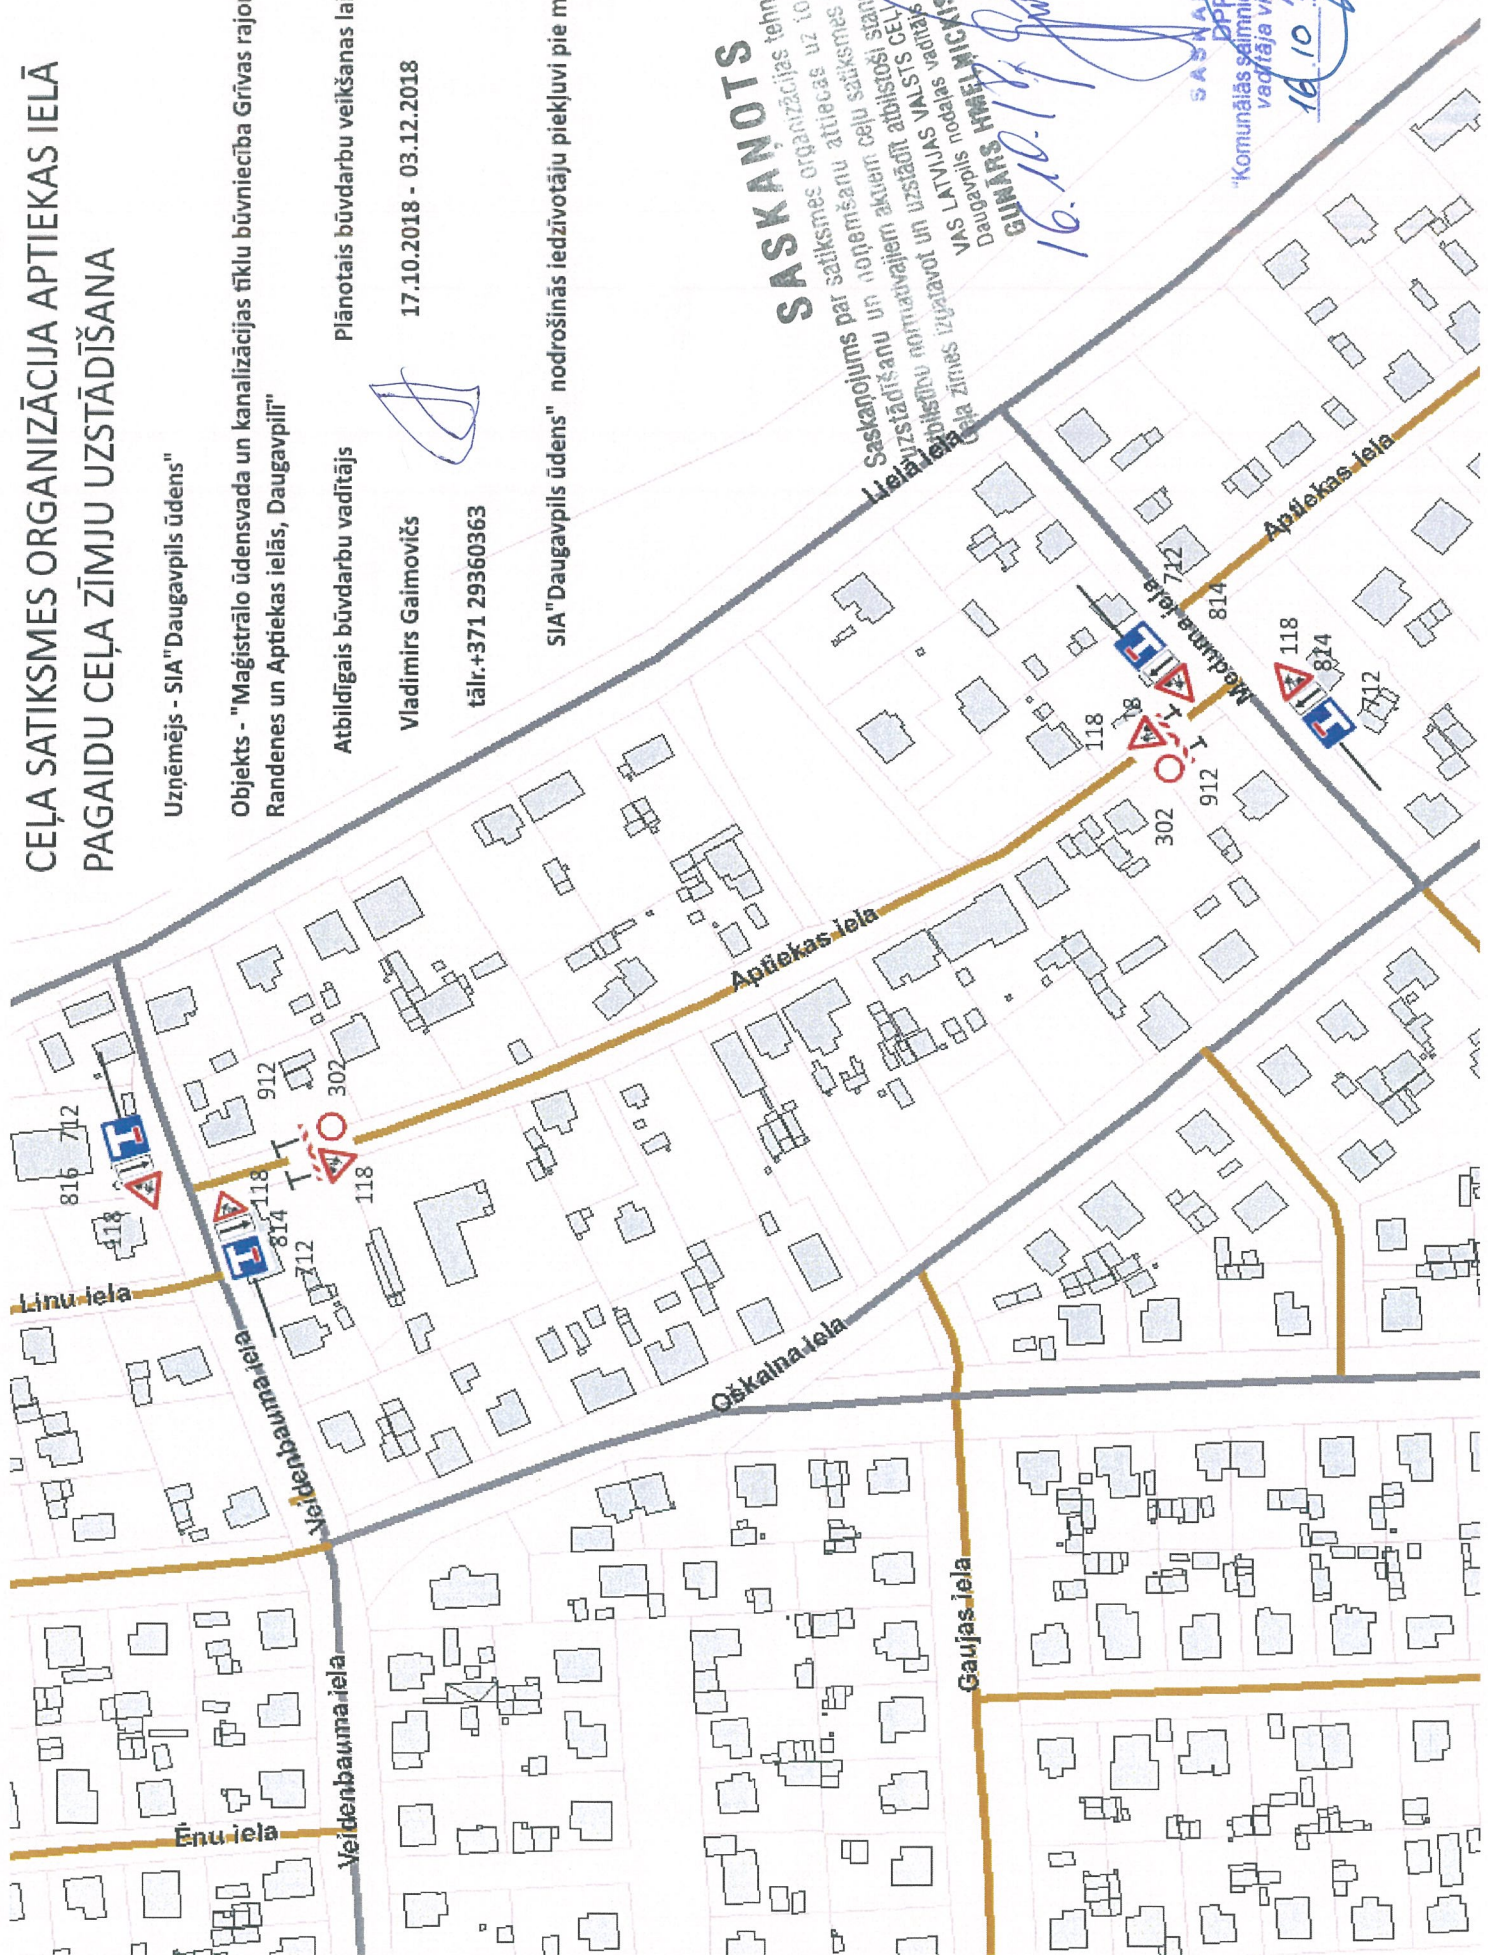 CEĻA SATIKSMES ORGANIZĀCIJA APTIEKAS IELĀ
PAGAIDU CEĻA ZĪMJU UZSTĀDĪŠANA
Uzņēmējs - SIA"Daugavpils ūdens"
Objekts - "Maģistrālo ūdensvada un kanalizācijas tīklu būvniecība Grīvas
Randenes un Aptiekas ielās, Daugavpilī"
Atbildīgais būvdarbu vadītājs
Plānotais būvdarbu veikšanas
Vladimirs Gaimovičs
17.10.2018 - 03.12.2018
tālr.+371 29360363
SIA"Daugavpils ūdens" nodrošinās iedzīvotāju piekļuvi pie
SASKAŅOTS
Saskaņojums par satiksmes organizācijas
uzstādīšanu un noņemšanu attiecas uz
normatīvajiem aktiem ceļu satiksmes
izgatavot un uzstādīt atbilstoši
Ceļa zīmes
VAS LATVIJAS VALSTS
Daugavpils nodaļas vadītājs
GUNĀRS HMEĻŅICKIS
16.10.18.
"Komunālās
vadītāja
16.10
Linu iela
Veidenbauma iela
Veidenbauma iela
Ēnu iela
Oškalna iela
Gaujas iela
Aptiekas iela
Aptiekas iela
Lielā iela
Meduma iela
816
712
118
118
814
712
912
302
118
118
302
912
712
814
118
814
712